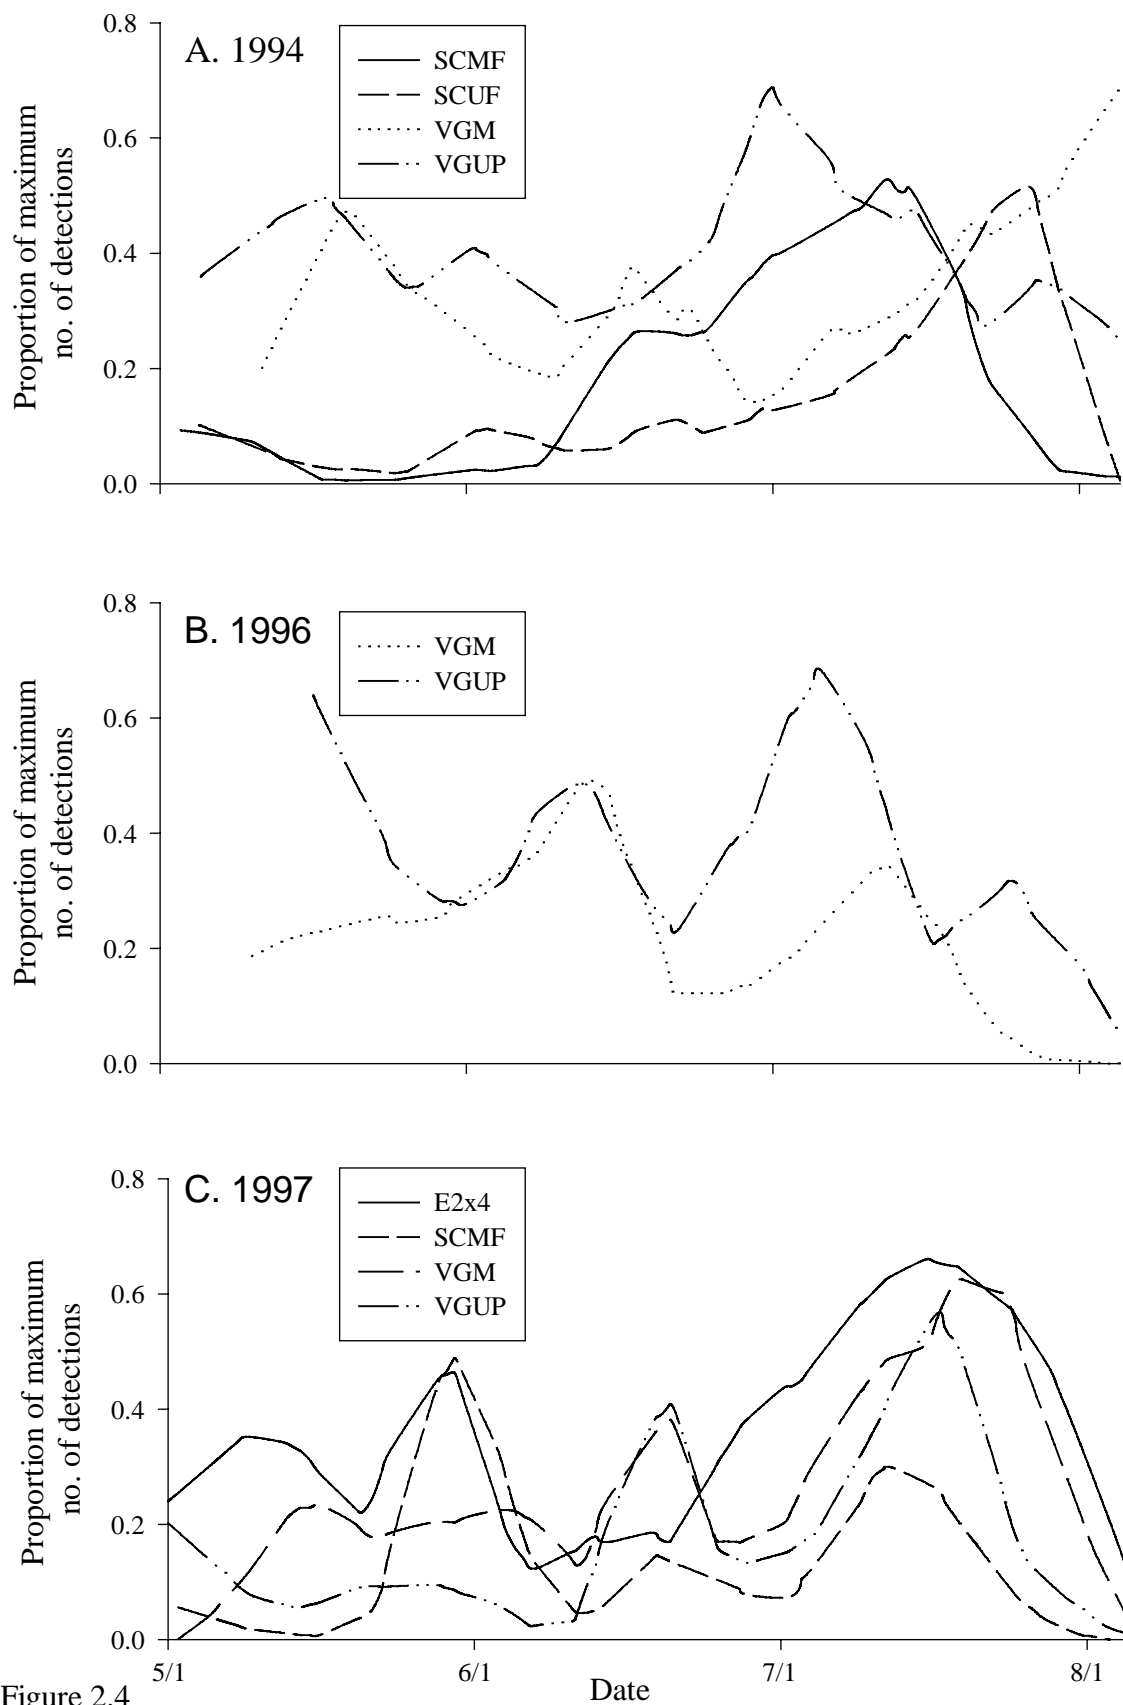 A. 1994
SCMF
SCUF
VGM
VGUP
Proportion of maximum
no. of detections
0.8
0.6
0.4
0.2
0.0
B. 1996
VGM
VGUP
Proportion of maximum
no. of detections
0.8
0.6
0.4
0.2
0.0
C. 1997
E2x4
SCMF
VGM
VGUP
Proportion of maximum
no. of detections
0.8
0.6
0.4
0.2
0.0
5/1 6/1 7/1 8/1
Date
Figure 2.4